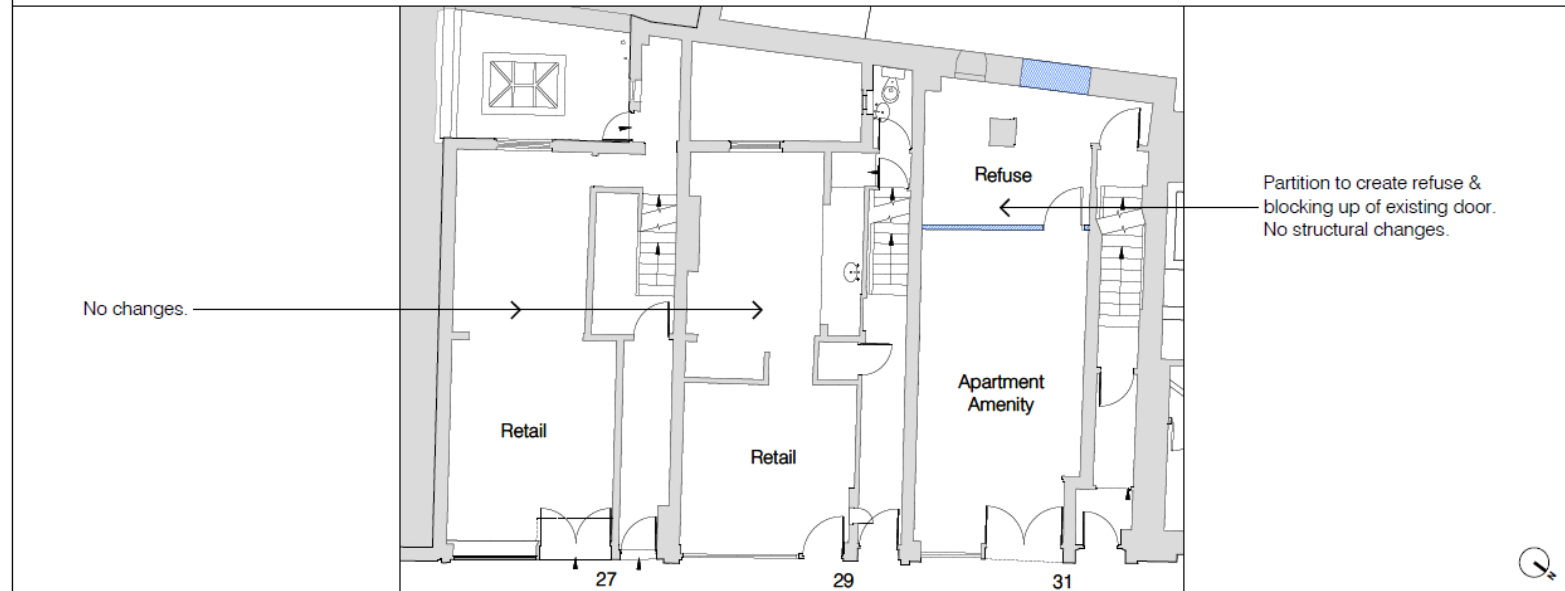 Refuse
Partition to create refuse &
blocking up of existing door.
No structural changes.
No changes.
Apartment
Amenity
Retail
Retail
27
29
31
N